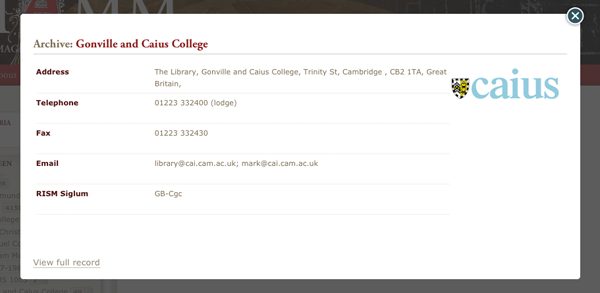 MM
Archive: Gonville and Caius College
Address The Library, Gonville and Caius College, Trinity St, Cambridge , CB2 1TA, Great
Britain,
caius
Telephone 01223 332400 (lodge)
Fax 01223 332430
Email library@cai.cam.ac.uk; mark@cai.cam.ac.uk
RISM Siglum GB-Cgc
View full record